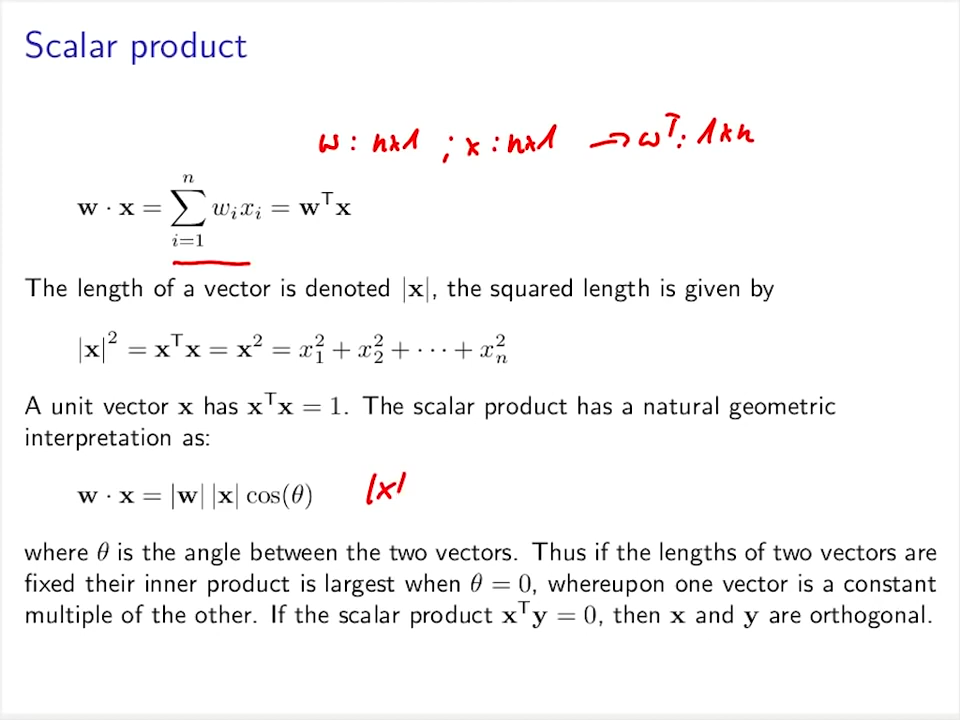 Scalar product
w : n×1 ; x : n×1 → wᵀ: 1×n
w · x = ∑ⁿᵢ₌₁ wᵢxᵢ = wᵀx
The length of a vector is denoted |x|, the squared length is given by
|x|² = xᵀx = x² = x₁² + x₂² + ⋯ + xₙ²
A unit vector x has xᵀx = 1. The scalar product has a natural geometric
interpretation as:
w · x = |w| |x| cos(θ) |x|
where θ is the angle between the two vectors. Thus if the lengths of two vectors are
fixed their inner product is largest when θ = 0, whereupon one vector is a constant
multiple of the other. If the scalar product xᵀy = 0, then x and y are orthogonal.